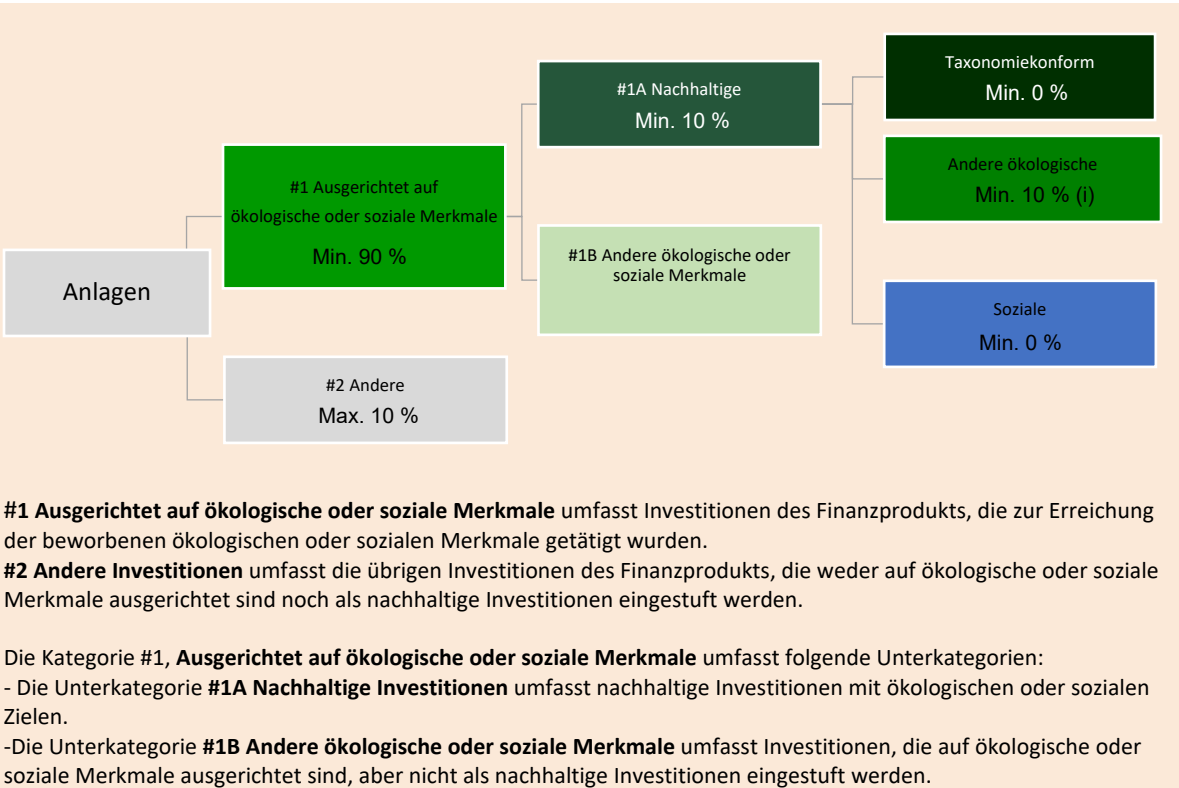 Anlagen
#1 Ausgerichtet auf
ökologische oder soziale Merkmale
Min. 90 %
#2 Andere
Max. 10 %
#1A Nachhaltige
Min. 10 %
#1B Andere ökologische oder
soziale Merkmale
Taxonomiekonform
Min. 0 %
Andere ökologische
Min. 10 % (i)
Soziale
Min. 0 %
#1 Ausgerichtet auf ökologische oder soziale Merkmale umfasst Investitionen des Finanzprodukts, die zur Erreichung
der beworbenen ökologischen oder sozialen Merkmale getätigt wurden.
#2 Andere Investitionen umfasst die übrigen Investitionen des Finanzprodukts, die weder auf ökologische oder soziale
Merkmale ausgerichtet sind noch als nachhaltige Investitionen eingestuft werden.
Die Kategorie #1, Ausgerichtet auf ökologische oder soziale Merkmale umfasst folgende Unterkategorien:
- Die Unterkategorie #1A Nachhaltige Investitionen umfasst nachhaltige Investitionen mit ökologischen oder sozialen
Zielen.
-Die Unterkategorie #1B Andere ökologische oder soziale Merkmale umfasst Investitionen, die auf ökologische oder
soziale Merkmale ausgerichtet sind, aber nicht als nachhaltige Investitionen eingestuft werden.